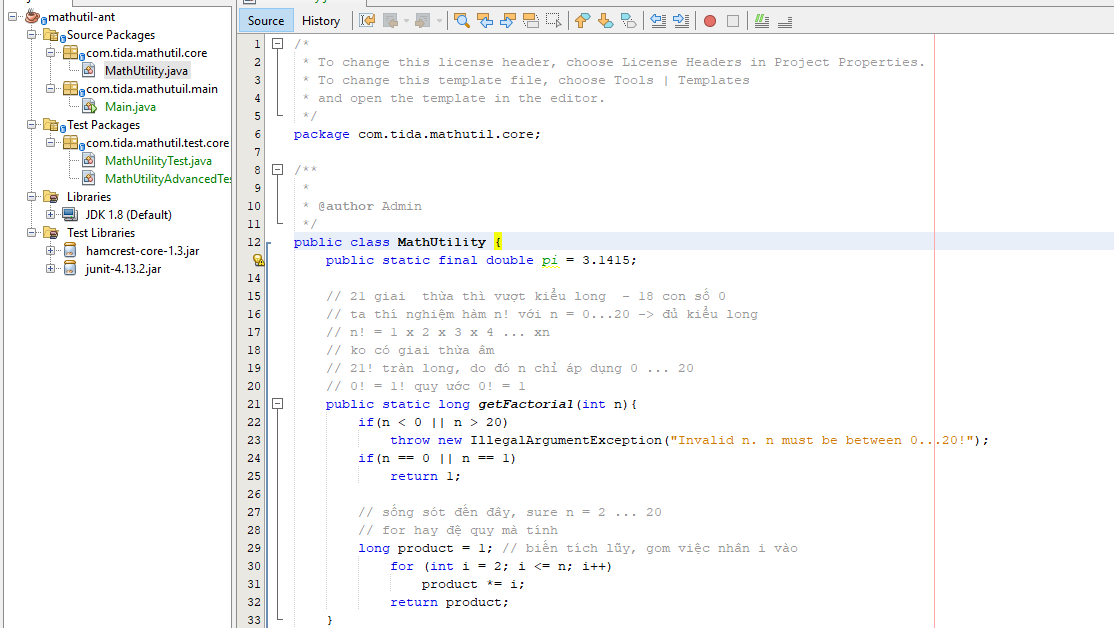 mathutil-ant
Source Packages
com.tida.mathutil.core
MathUtility.java
com.tida.mathutuil.main
Main.java
Test Packages
com.tida.mathutil.test.core
MathUnilityTest.java
MathUtilityAdvancedTes
Libraries
JDK 1.8 (Default)
Test Libraries
hamcrest-core-1.3.jar
junit-4.13.2.jar
Source History
1 /*
2 * To change this license header, choose License Headers in Project Properties.
3 * To change this template file, choose Tools | Templates
4 * and open the template in the editor.
5 */
6 package com.tida.mathutil.core;
7
8 /**
9 *
10 * @author Admin
11 */
12 public class MathUtility {
public static final double pi = 3.1415;
14
15 // 21 giai  thừa thì vượt kiểu long  - 18 con số 0
16 // ta thí nghiệm hàm n! với n = 0...20 -> đủ kiểu long
17 // n! = 1 x 2 x 3 x 4 ... xn
18 // ko có giai thừa âm
19 // 21! tràn long, do đó n chỉ áp dụng 0 ... 20
20 // 0! = 1! quy ước 0! = 1
21 public static long getFactorial(int n){
22 if(n < 0 || n > 20)
23 throw new IllegalArgumentException("Invalid n. n must be between 0...20!");
24 if(n == 0 || n == 1)
25 return 1;
26
27 // sống sót đến đây, sure n = 2 ... 20
28 // for hay đệ quy mà tính
29 long product = 1; // biến tích lũy, gom việc nhân i vào
30 for (int i = 2; i <= n; i++)
31 product *= i;
32 return product;
33 }